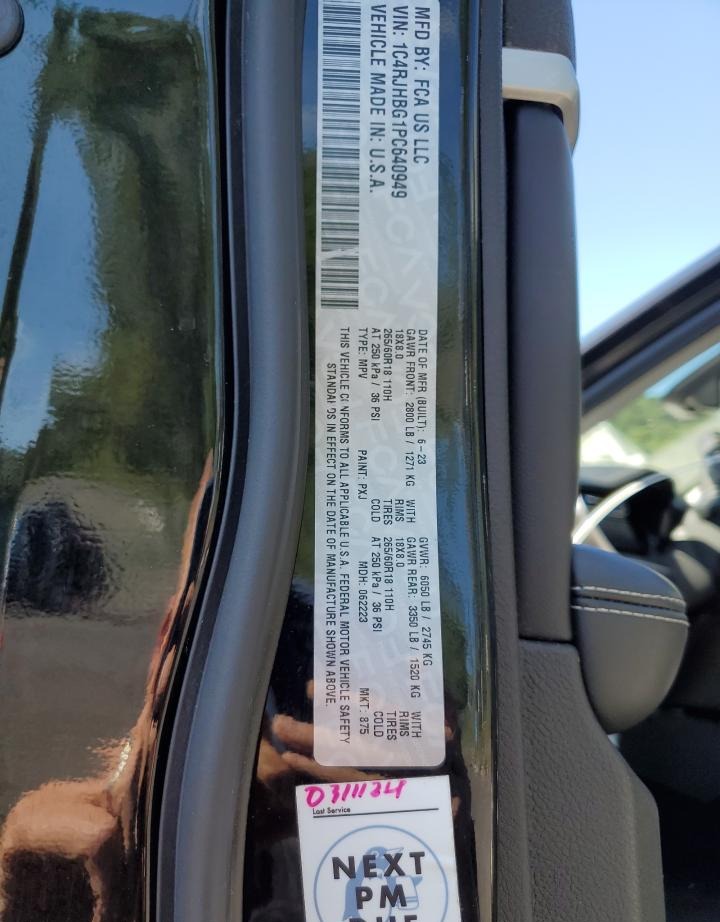 MFD BY: FCA US LLC
VIN: 1C4RJHBG1PC640949
VEHICLE MADE IN: U.S.A.
DATE OF MFR (BUILT): 6-23 GVWR: 6050 LB / 2745 KG
GAWR FRONT: 2800 LB / 1271 KG WITH GAWR REAR: 3350 LB / 1520 KG WITH
18X8.0 RIMS 18X8.0 RIMS
265/60R18 110H TIRES 265/60R18 110H TIRES
AT 250 kPa / 36 PSI COLD AT 250 kPa / 36 PSI COLD
TYPE: MPV PAINT: PXJ MDH: 062223 MKT: 875
THIS VEHICLE CONFORMS TO ALL APPLICABLE U.S.A. FEDERAL MOTOR VEHICLE SAFETY
STANDARDS IN EFFECT ON THE DATE OF MANUFACTURE SHOWN ABOVE.
Last Service
NEXT
PM
DUE